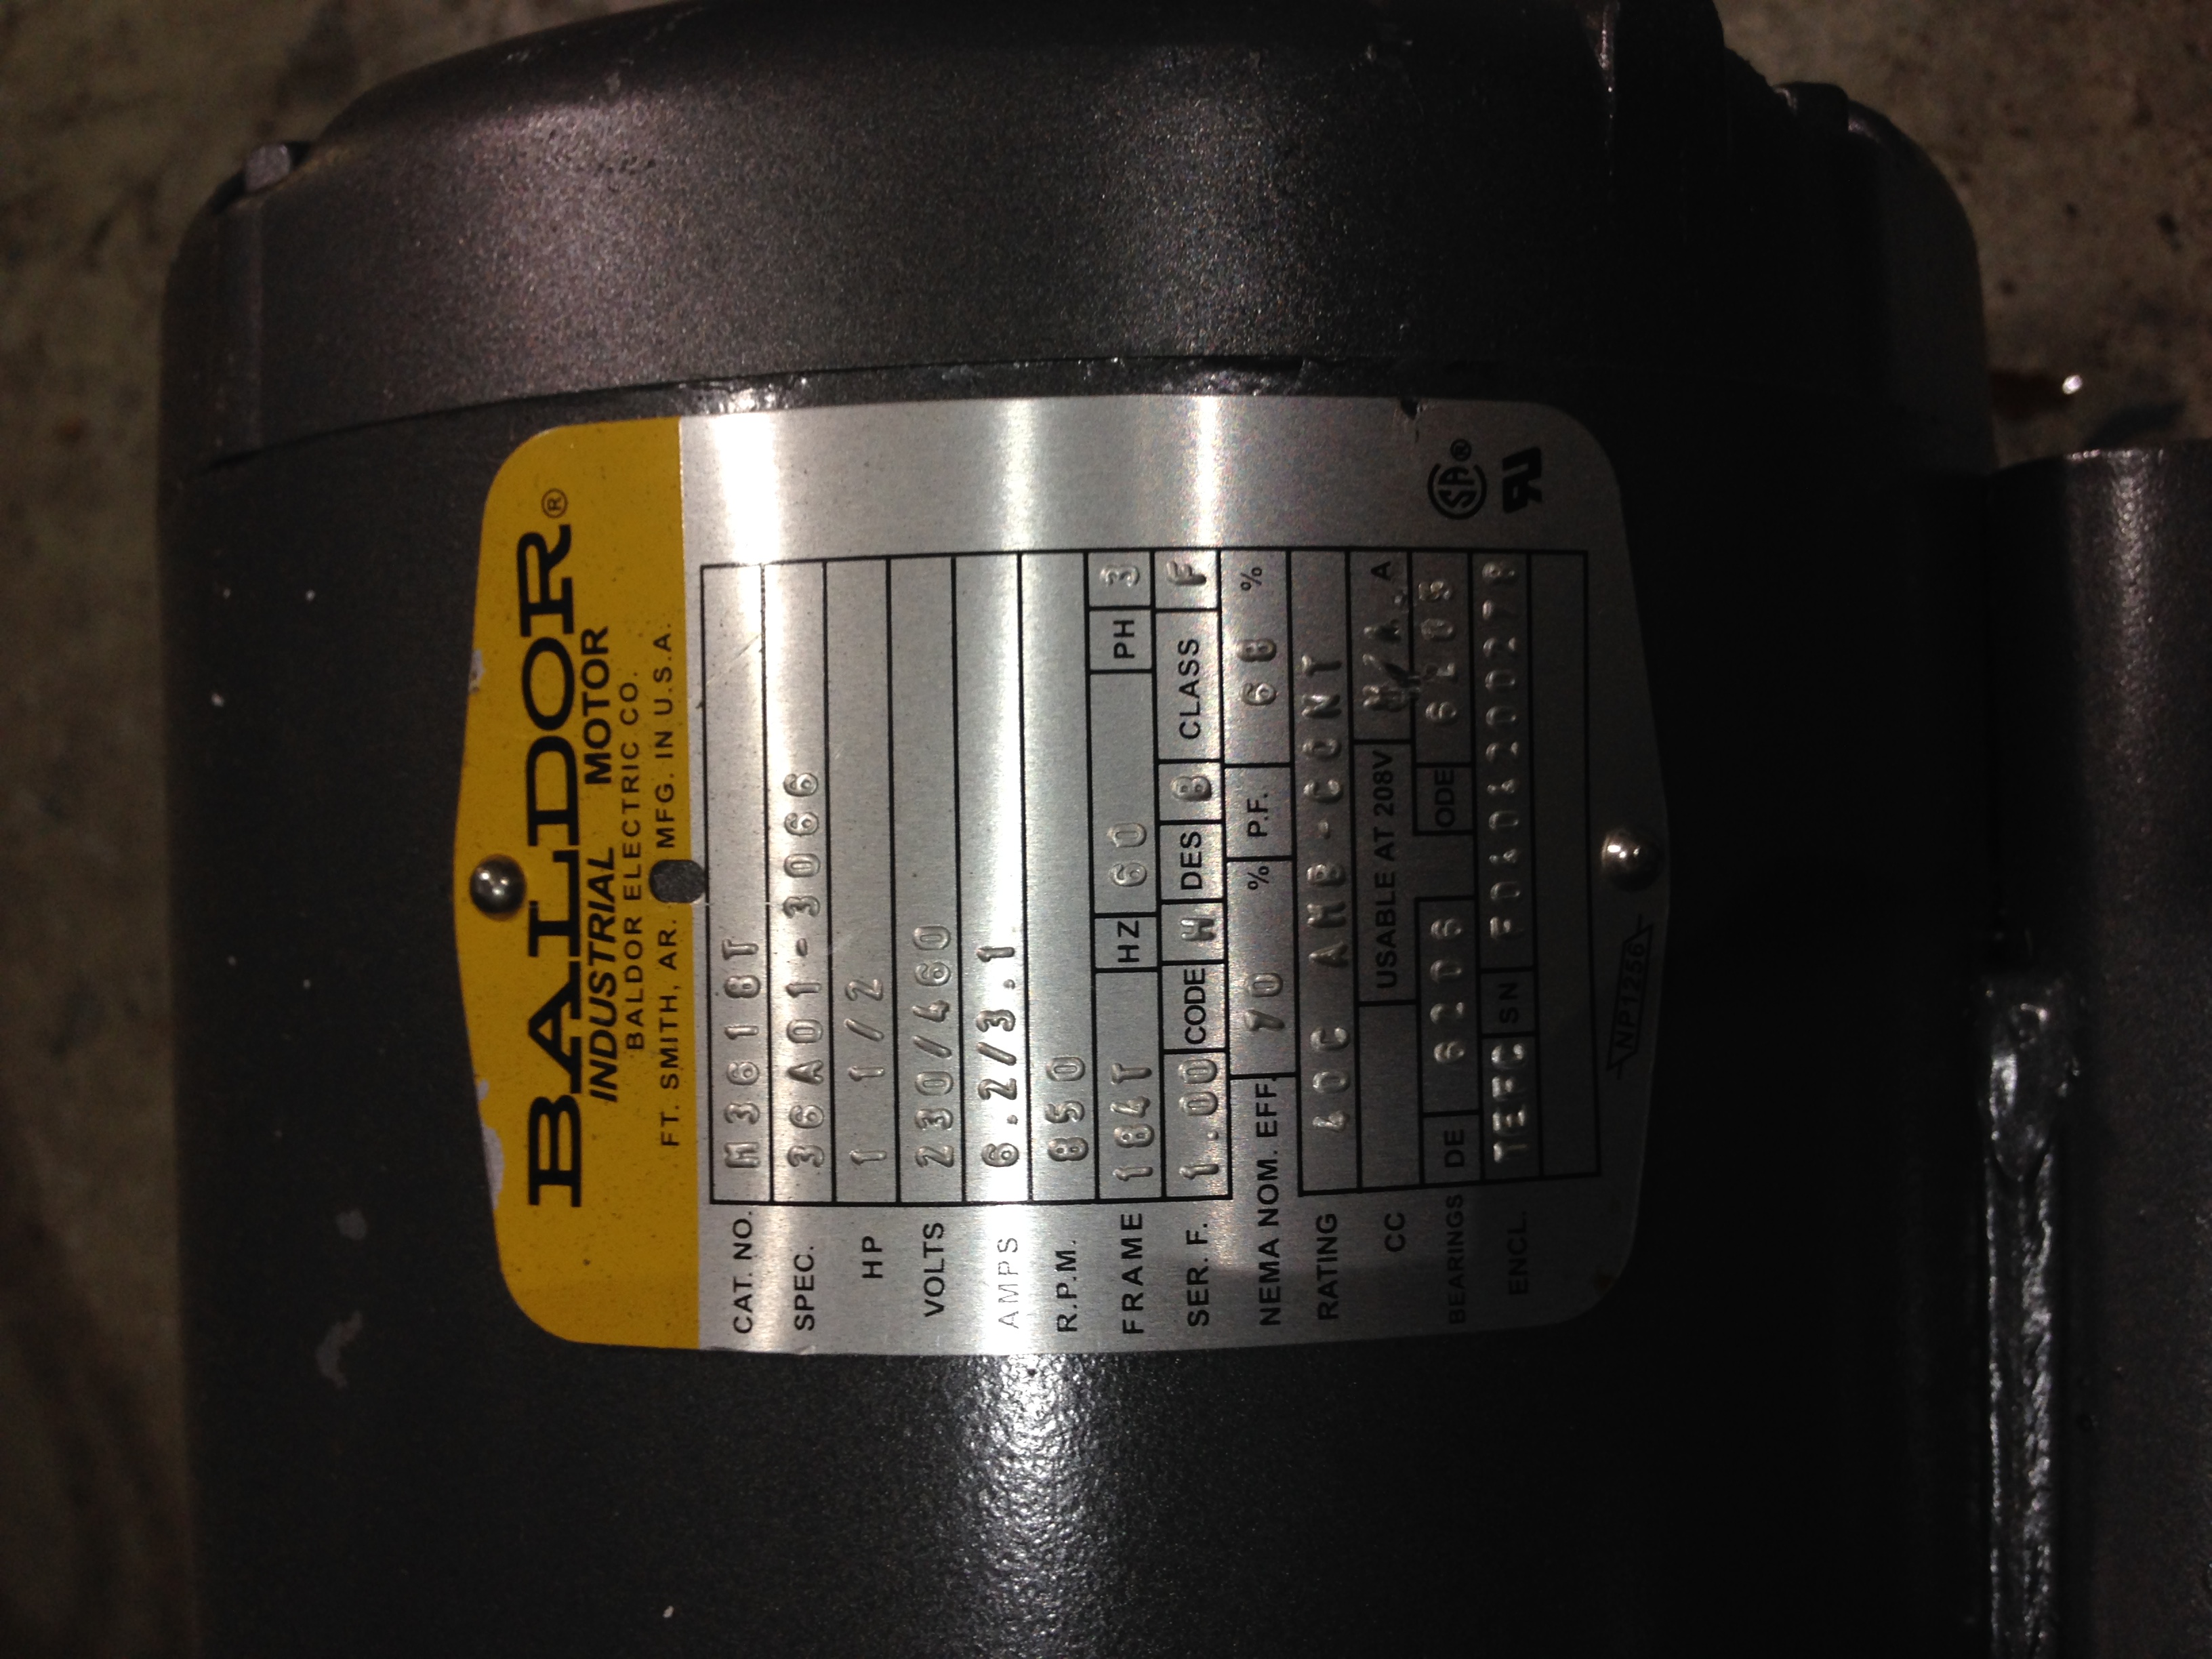 BALDOR®
INDUSTRIAL MOTOR
BALDOR ELECTRIC CO.
FT. SMITH, AR. MFG. IN U.S.A.
CAT. NO. M3618T
SPEC. 36A01-3066
HP 1 1/2
VOLTS 230/460
AMPS 6.2/3.1
R.P.M. 850
FRAME 184T HZ 60 PH 3
SER. F. 1.00 CODE H DES B CLASS F
NEMA NOM. EFF. 70 % P.F. 68 %
RATING 40C AMB-CONT
CC USABLE AT 208V N/A A
BEARINGS DE 6206 ODE 6205
ENCL. TEFC SN
SA®
NP1256